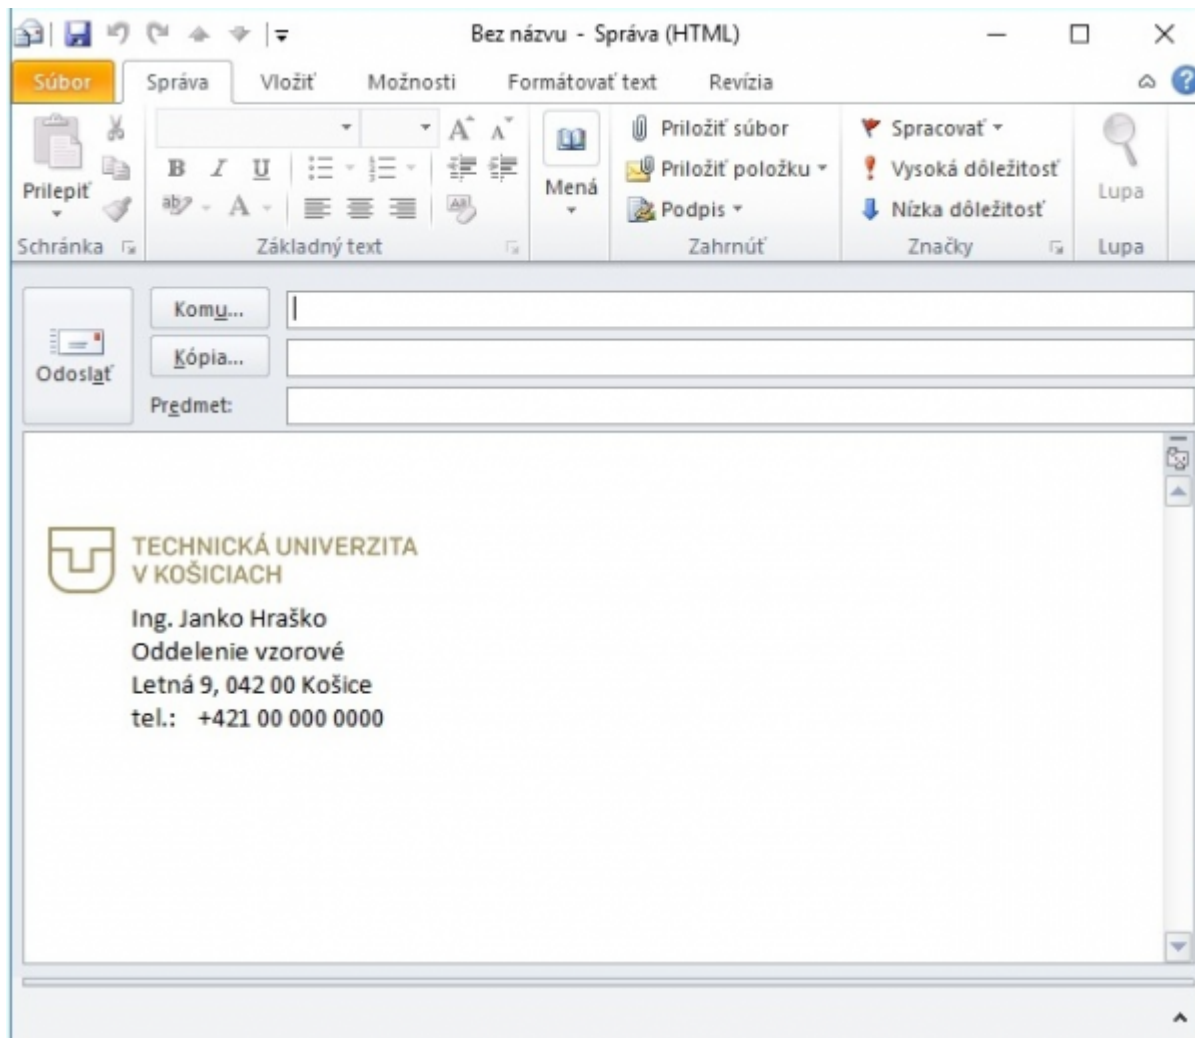 Bez názvu - Správa (HTML)
Súbor Správa Vložiť Možnosti Formátovať text Revízia
Prilepiť
Schránka
B I U
Základný text
Mená
Priložiť súbor
Priložiť položku
Podpis
Zahrnúť
Spracovať
Vysoká dôležitosť
Nízka dôležitosť
Značky
Lupa
Lupa
Odoslať
Komu...
Kópia...
Predmet:
TECHNICKÁ UNIVERZITA
V KOŠICIACH
Ing. Janko Hraško
Oddelenie vzorové
Letná 9, 042 00 Košice
tel.: +421 00 000 0000